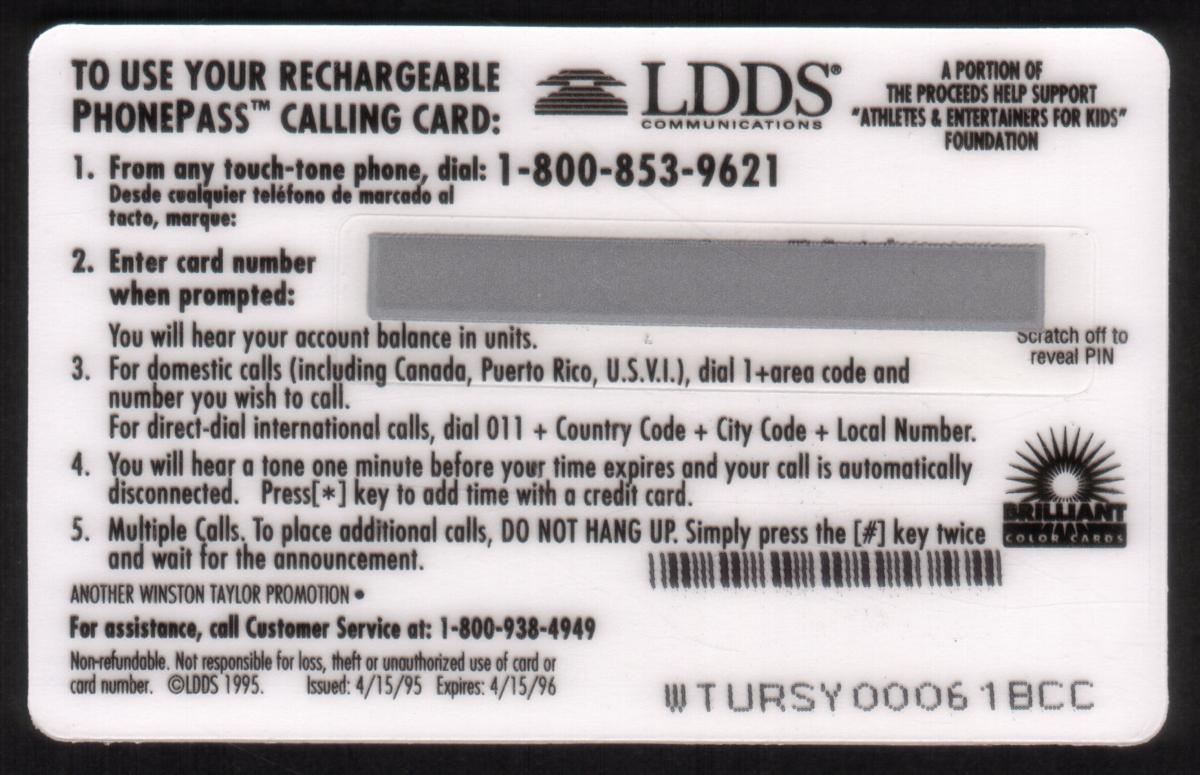 TO USE YOUR RECHARGEABLE
PHONEPASS™ CALLING CARD:
LDDS®
COMMUNICATIONS
A PORTION OF
THE PROCEEDS HELP SUPPORT
"ATHLETES & ENTERTAINERS FOR KIDS"
FOUNDATION
1. From any touch-tone phone, dial: 1-800-853-9621
Desde cualquier teléfono de marcado al
tacto, marque:
2. Enter card number
when prompted:
You will hear your account balance in units.
Scratch off to
reveal PIN
3. For domestic calls (including Canada, Puerto Rico, U.S.V.I.), dial 1+area code and
number you wish to call.
For direct-dial international calls, dial 011 + Country Code + City Code + Local Number.
4. You will hear a tone one minute before your time expires and your call is automatically
disconnected. Press[*] key to add time with a credit card.
5. Multiple Calls. To place additional calls, DO NOT HANG UP. Simply press the [#] key twice
and wait for the announcement.
BRILLIANT
COLOR CARDS
ANOTHER WINSTON TAYLOR PROMOTION •
For assistance, call Customer Service at: 1-800-938-4949
Non-refundable. Not responsible for loss, theft or unauthorized use of card or
card number. ©LDDS 1995. Issued: 4/15/95 Expires: 4/15/96
WTURSY00061BCC